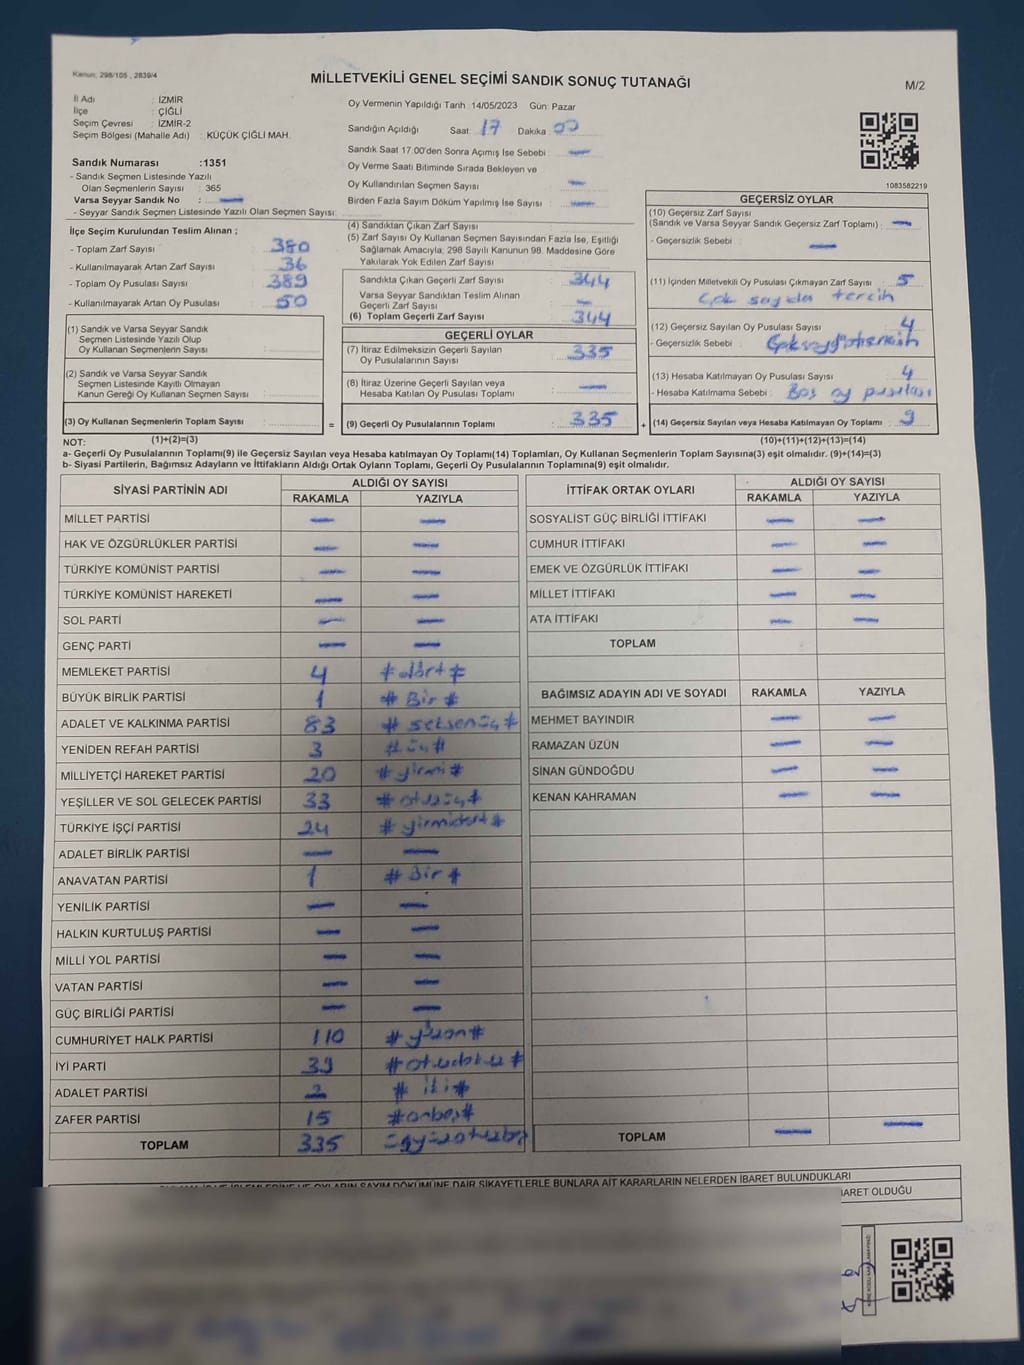 Kanun; 298/105 , 2839/4
MİLLETVEKİLİ GENEL SEÇİMİ SANDIK SONUÇ TUTANAĞI
M/2
İl Adı : İZMİR
İlçe : ÇİĞLİ
Seçim Çevresi : İZMİR-2
Seçim Bölgesi (Mahalle Adı) : KÜÇÜK ÇİĞLİ MAH.
Sandık Numarası :1351
- Sandık Seçmen Listesinde Yazılı
Olan Seçmenlerin Sayısı : 365
Varsa Seyyar Sandık No : —
- Seyyar Sandık Seçmen Listesinde Yazılı Olan Seçmen Sayısı:
Oy Vermenin Yapıldığı Tarih :14/05/2023 Gün: Pazar
Sandığın Açıldığı Saat: 17 Dakika: 00
Sandık Saat 17:00'den Sonra Açımış İse Sebebi : —
Oy Verme Saati Bitiminde Sırada Bekleyen ve
Oy Kullandırılan Seçmen Sayısı : —
Birden Fazla Sayım Döküm Yapılmış İse Sayısı : —
1083582219
İlçe Seçim Kurulundan Teslim Alınan ;
- Toplam Zarf Sayısı : 380
- Kullanılmayarak Artan Zarf Sayısı : 36
- Toplam Oy Pusulası Sayısı : 389
- Kullanılmayarak Artan Oy Pusulası : 50
(1) Sandık ve Varsa Seyyar Sandık
Seçmen Listesinde Yazılı Olup
Oy Kullanan Seçmenlerin Sayısı :
(2) Sandık ve Varsa Seyyar Sandık
Seçmen Listesinde Kayıtlı Olmayan
Kanun Gereği Oy Kullanan Seçmen Sayısı :
(3) Oy Kullanan Seçmenlerin Toplam Sayısı :
(4) Sandıktan Çıkan Zarf Sayısı :
(5) Zarf Sayısı Oy Kullanan Seçmen Sayısından Fazla İse, Eşitliği
Sağlamak Amacıyla, 298 Sayılı Kanunun 98. Maddesine Göre
Yakılarak Yok Edilen Zarf Sayısı :
Sandıkta Çıkan Geçerli Zarf Sayısı : 344
Varsa Seyyar Sandıktan Teslim Alınan
Geçerli Zarf Sayısı : —
(6) Toplam Geçerli Zarf Sayısı : 344
GEÇERLİ OYLAR
(7) İtiraz Edilmeksizin Geçerli Sayılan
Oy Pusulalarının Sayısı : 335
(8) İtiraz Üzerine Geçerli Sayılan veya
Hesaba Katılan Oy Pusulası Toplamı : —
= (9) Geçerli Oy Pusulalarının Toplamı : 335
GEÇERSİZ OYLAR
(10) Geçersiz Zarf Sayısı
(Sandık ve Varsa Seyyar Sandık Geçersiz Zarf Toplamı) : —
- Geçersizlik Sebebi : —
(11) İçinden Milletvekili Oy Pusulası Çıkmayan Zarf Sayısı : 5
Çok sayıda tercih
(12) Geçersiz Sayılan Oy Pusulası Sayısı : 4
- Geçersizlik Sebebi :
(13) Hesaba Katılmayan Oy Pusulası Sayısı : 4
- Hesaba Katılmama Sebebi : Boş oy pusulası
+ (14) Geçersiz Sayılan veya Hesaba Katılmayan Oy Toplamı : 9
NOT: (1)+(2)=(3) (10)+(11)+(12)+(13)=(14)
a- Geçerli Oy Pusulalarının Toplamı(9) ile Geçersiz Sayılan veya Hesaba Katılmayan Oy Toplamı(14) Toplamları, Oy Kullanan Seçmenlerin Toplam Sayısına(3) eşit olmalıdır. (9)+(14)=(3)
b- Siyasi Partilerin, Bağımsız Adayların ve İttifakların Aldığı Ortak Oyların Toplamı, Geçerli Oy Pusulalarının Toplamına(9) eşit olmalıdır.
SİYASİ PARTİNİN ADI ALDIĞI OY SAYISI
RAKAMLA YAZIYLA
MİLLET PARTİSİ — —
HAK VE ÖZGÜRLÜKLER PARTİSİ — —
TÜRKİYE KOMÜNİST PARTİSİ — —
TÜRKİYE KOMÜNİST HAREKETİ — —
SOL PARTİ — —
GENÇ PARTİ — —
MEMLEKET PARTİSİ 4 # dört #
BÜYÜK BİRLİK PARTİSİ 1 # Bir #
ADALET VE KALKINMA PARTİSİ 83 # seksenüç #
YENİDEN REFAH PARTİSİ 3 # üç #
MİLLİYETÇİ HAREKET PARTİSİ 20 # yirmi #
YEŞİLLER VE SOL GELECEK PARTİSİ 33 # otuzüç #
TÜRKİYE İŞÇİ PARTİSİ 24 # yirmidört #
ADALET BİRLİK PARTİSİ — —
ANAVATAN PARTİSİ 1 # Bir #
YENİLİK PARTİSİ — —
HALKIN KURTULUŞ PARTİSİ — —
MİLLİ YOL PARTİSİ — —
VATAN PARTİSİ — —
GÜÇ BİRLİĞİ PARTİSİ — —
CUMHURİYET HALK PARTİSİ 110 # yüzon #
İYİ PARTİ 39 # otuzdokuz #
ADALET PARTİSİ 2 # iki #
ZAFER PARTİSİ 15 # onbeş #
TOPLAM 335
İTTİFAK ORTAK OYLARI ALDIĞI OY SAYISI
RAKAMLA YAZIYLA
SOSYALİST GÜÇ BİRLİĞİ İTTİFAKI — —
CUMHUR İTTİFAKI — —
EMEK VE ÖZGÜRLÜK İTTİFAKI — —
MİLLET İTTİFAKI — —
ATA İTTİFAKI — —
TOPLAM
BAĞIMSIZ ADAYIN ADI VE SOYADI RAKAMLA YAZIYLA
MEHMET BAYINDIR — —
RAMAZAN ÜZÜN — —
SİNAN GÜNDOĞDU — —
KENAN KAHRAMAN — —
TOPLAM — —
OYLARIN SAYIM DÖKÜMÜNE DAİR ŞİKAYETLERLE BUNLARA AİT KARARLARIN NELERDEN İBARET BULUNDUKLARI
İBARET OLDUĞU